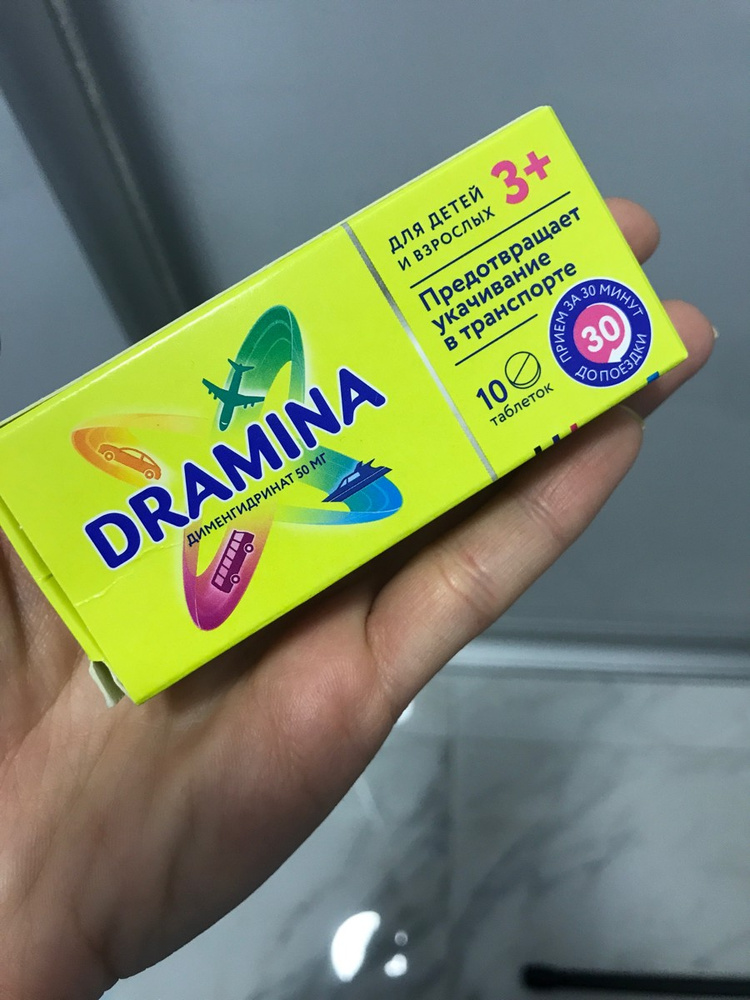 DRAMINA
ДИМЕНГИДРИНАТ 50 МГ
ДЛЯ ДЕТЕЙ
И ВЗРОСЛЫХ
3+
Предотвращает
укачивание
в транспорте
10
таблеток
ПРИЕМ ЗА 30 МИНУТ
30
ДО ПОЕЗДКИ